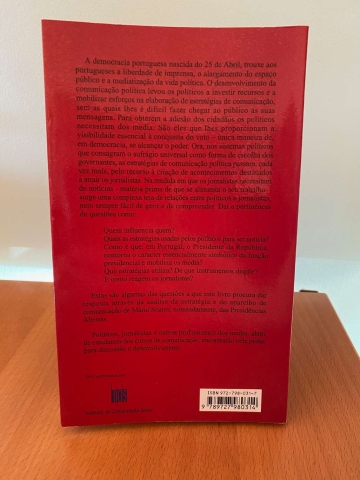 A democracia portuguesa nascida do 25 de Abril, trouxe aos
portugueses a liberdade de imprensa, o alargamento do espaço
público e a mediatização da vida política. O desenvolvimento da
comunicação política levou os políticos a investir recursos e a
mobilizar esforços na elaboração de estratégias de comunicação,
sem as quais lhes é difícil fazer chegar ao público as suas
mensagens. Para obterem a adesão dos cidadãos os políticos
necessitam dos media. São eles que lhes proporcionam a
visibilidade essencial à conquista do voto - única maneira de,
em democracia, se alcançar o poder. Ora, nos sistemas políticos
que consagram o sufrágio universal como forma de escolha dos
governantes, as estratégias de comunicação política passam, cada
vez mais, pelo recurso à criação de acontecimentos destinados
a atrair os jornalistas. Na medida em que os jornalistas
de notícias - matéria prima de que se alimenta o seu trabalho-
surge uma complexa teia de relações entre políticos e jornalistas,
nem sempre fácil de gerir e de compreender. Daí a pertinência
de questões como:
Quem influencia quem?
Quais as estratégias usadas pelos políticos para ser notícia?
Como é que, em Portugal, o Presidente da República
o carácter essencialmente simbólico da função
presidencial e mobiliza os media?
Que estratégias utiliza? De que instrumentos dispõe?
E como reagem os jornalistas?
Estas são algumas das questões a que este livro procura dar
resposta através da análise da estratégia e do aparelho de
comunicação de Mário Soares, nomeadamente, das Presidências
Abertas.
Políticos, jornalistas e outros profissionais dos media, além
de estudantes dos cursos de comunicação, encontrarão
para discussão e
ISBN 972-798-031-7
9 789727 980314